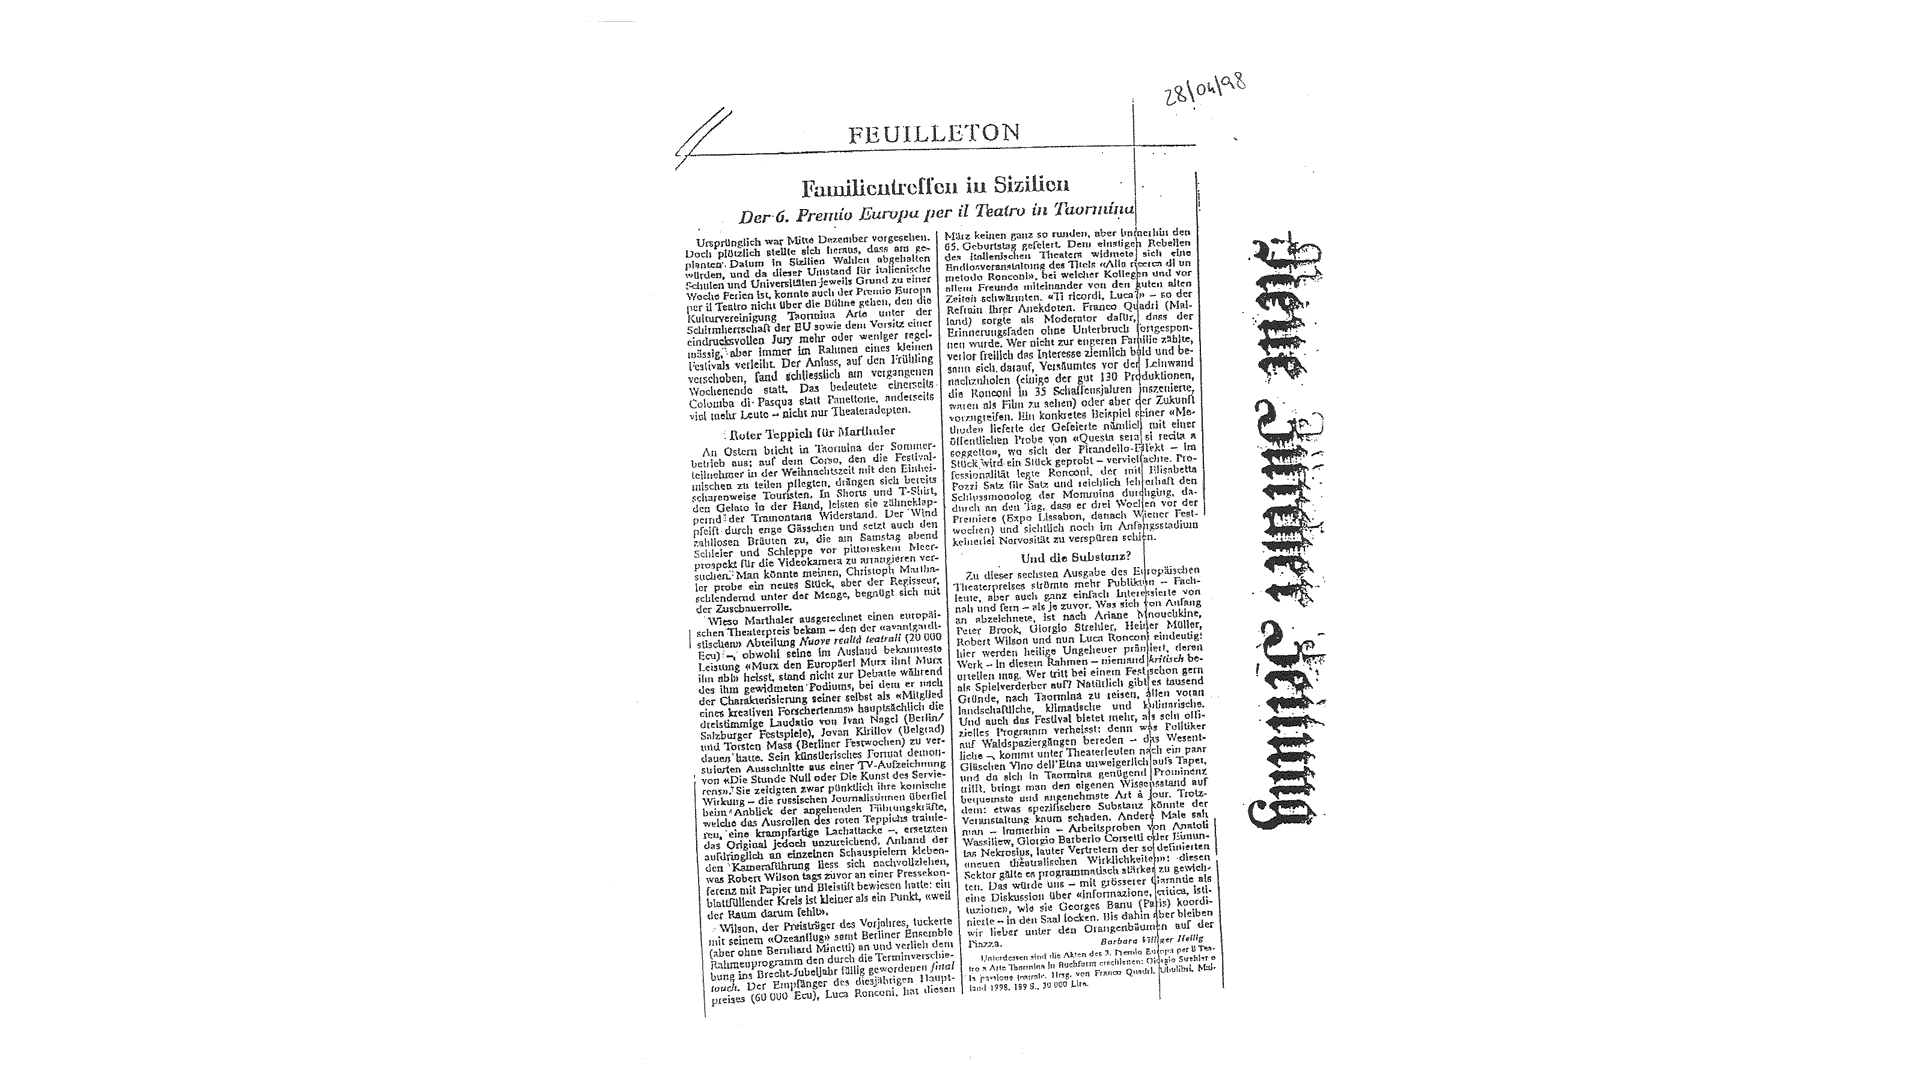 28/04/98
FEUILLETON
Familientreffen in Sizilien
Der 6. Premio Europa per il Teatro in Taormina
Ursprünglich war Mitte Dezember vorgesehen.
Doch plötzlich stellte sich heraus, dass am ge-
planten Datum in Sizilien Wahlen abgehalten
würden, und da dieser Umstand für italienische
Schulen und Universitäten jeweils Grund zu einer
Woche Ferien ist, konnte auch der Premio Europa
per il Teatro nicht über die Bühne gehen, den die
Kulturvereinigung Taormina Arte unter der
Schirmherrschaft der EU sowie dem Vorsitz einer
eindrucksvollen Jury mehr oder weniger regel-
mässig, aber immer im Rahmen eines kleinen
Festivals verleiht. Der Anlass, auf den Frühling
verschoben, fand schliesslich am vergangenen
Wochenende statt. Das bedeutete einerseits
Colomba di Pasqua statt Panettone, anderseits
viel mehr Leute – nicht nur Theateradepten.
Roter Teppich für Marthaler
An Ostern bricht in Taormina der Sommer-
betrieb aus; auf dem Corso, den die Festival-
teilnehmer in der Weihnachtszeit mit den Einhei-
mischen zu teilen pflegten, drängen sich bereits
scharenweise Touristen. In Shorts und T-Shirt,
den Gelato in der Hand, leisten sie zähneklap-
pernd der Tramontana Widerstand. Der Wind
pfeift durch enge Gässchen und setzt auch den
zahllosen Bräuten zu, die am Samstag abend
Schleier und Schleppe vor pittoreskem Meer-
prospekt für die Videokamera zu arrangieren ver-
suchen. Man könnte meinen, Christoph Martha-
ler probe ein neues Stück, aber der Regisseur,
schlendernd unter der Menge, begnügt sich mit
der Zuschauerrolle.
Wieso Marthaler ausgerechnet einen europäi-
schen Theaterpreis bekam – den der «avantgardi-
stischen» Abteilung Nuove realtà teatrali (20 000
Ecu) –, obwohl seine im Ausland bekannteste
Leistung «Murx den Europäer! Murx ihn! Murx
ihn ab!» heisst, stand nicht zur Debatte während
des ihm gewidmeten Podiums, bei dem er nach
der Charakterisierung seiner selbst als «Mitglied
eines kreativen Forscherteams» hauptsächlich die
dreistimmige Laudatio von Ivan Nagel (Berlin/
Salzburger Festspiele), Jovan Kirillov (Belgrad)
und Torsten Mass (Berliner Festwochen) zu ver-
dauen hatte. Sein künstlerisches Format demon-
strierten Ausschnitte aus einer TV-Aufzeichnung
von «Die Stunde Null oder Die Kunst des Servie-
rens». Sie zeitigten zwar pünktlich ihre komische
Wirkung – die russischen Journalistinnen überfiel
beim Anblick der angehenden Führungskräfte,
welche das Ausrollen des roten Teppichs trainie-
ren, eine krampfartige Lachattacke –, ersetzten
das Original jedoch unzureichend. Anhand der
aufdringlich an einzelnen Schauspielern kleben-
den Kameraführung liess sich nachvollziehen,
was Robert Wilson tags zuvor an einer Pressekon-
ferenz mit Papier und Bleistift bewiesen hatte: ein
blattfüllender Kreis ist kleiner als ein Punkt, «weil
der Raum darum fehlt».
Wilson, der Preisträger des Vorjahres, tuckerte
mit seinem «Ozeanflug» samt Berliner Ensemble
(aber ohne Bernhard Minetti) an und verlieh dem
Rahmenprogramm den durch die Terminverschie-
bung ins Brecht-Jubeljahr fällig gewordenen final
touch. Der Empfänger des diesjährigen Haupt-
preises (60 000 Ecu), Luca Ronconi, hat diesen
März keinen ganz so runden, aber immerhin den
65. Geburtstag gefeiert. Dem einstigen Rebellen
des italienischen Theaters widmete sich eine
Endlosveranstaltung des Titels «Alla ricerca di un
metodo Ronconi», bei welcher Kollegen und vor
allem Freunde miteinander von den guten alten
Zeiten schwärmten. «Ti ricordi, Luca?» – so der
Refrain ihrer Anekdoten. Franco Quadri (Mai-
land) sorgte als Moderator dafür, dass der
Erinnerungsfaden ohne Unterbruch fortgespon-
nen wurde. Wer nicht zur engeren Familie zählte,
verlor freilich das Interesse ziemlich bald und be-
sann sich darauf, Versäumtes vor der Leinwand
nachzuholen (einige der gut 130 Produktionen,
die Ronconi in 35 Schaffensjahren inszenierte,
waren als Film zu sehen) oder aber der Zukunft
vorzugreifen. Ein konkretes Beispiel seiner «Me-
thode» lieferte der Gefeierte nämlich mit einer
öffentlichen Probe von «Questa sera si recita a
soggetto», wo sich der Pirandello-Effekt – im
Stück wird ein Stück geprobt – vervielfachte. Pro-
fessionalität legte Ronconi, der mit Elisabetta
Pozzi Satz für Satz und reichlich lehrhaft den
Schlussmonolog der Mommina durchging, da-
durch an den Tag, dass er drei Wochen vor der
Premiere (Expo Lissabon, danach Wiener Fest-
wochen) und sichtlich noch im Anfangsstadium
keinerlei Nervosität zu verspüren schien.
Und die Substanz?
Zu dieser sechsten Ausgabe des Europäischen
Theaterpreises strömte mehr Publikum – Fach-
leute, aber auch ganz einfach Interessierte von
nah und fern – als je zuvor. Was sich von Anfang
an abzeichnete, ist nach Ariane Mnouchkine,
Peter Brook, Giorgio Strehler, Heiner Müller,
Robert Wilson und nun Luca Ronconi eindeutig:
hier werden heilige Ungeheuer prämiert, deren
Werk – in diesem Rahmen – niemand kritisch be-
urteilen mag. Wer tritt bei einem Fest schon gern
als Spielverderber auf? Natürlich gibt es tausend
Gründe, nach Taormina zu reisen, allen voran
landschaftliche, klimatische und kulinarische.
Und auch das Festival bietet mehr, als sein offi-
zielles Programm verheisst: denn was Politiker
auf Waldspaziergängen bereden – das Wesent-
liche –, kommt unter Theaterleuten nach ein paar
Gläschen Vino dell'Etna unweigerlich aufs Tapet,
und da sich in Taormina genügend Prominenz
trifft, bringt man den eigenen Wissensstand auf
bequemste und angenehmste Art à jour. Trotz-
dem: etwas spezifischere Substanz könnte der
Veranstaltung kaum schaden. Andere Male sah
man – immerhin – Arbeitsproben von Anatoli
Wassiliew, Giorgio Barberio Corsetti oder Eimun-
tas Nekrosius, lauter Vertretern der so definierten
«neuen theatralischen Wirklichkeiten»: diesen
Sektor gälte es programmatisch stärker zu gewich-
ten. Das würde uns – mit grösserer Garantie als
eine Diskussion über «informazione, critica, isti-
tuzione», wie sie Georges Banu (Paris) koordi-
nierte – in den Saal locken. Bis dahin aber bleiben
wir lieber unter den Orangenbäumen auf der
Piazza.
Barbara Villiger Heilig
Unterdessen sind die Akten des 3. Premio Europa per il Tea-
tro a Arte Taormina in Buchform erschienen: Giorgio Strehler o
la passione teatrale. Hrsg. von Franco Quadri. Ubulibri, Mai-
land 1998. 189 S., 30 000 Lire.
Neue Zürcher Zeitung